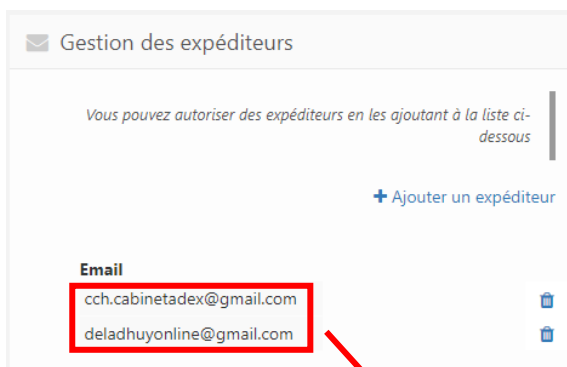 Gestion des expéditeurs
Vous pouvez autoriser des expéditeurs en les ajoutant à la liste ci-
dessous
+ Ajouter un expéditeur
Email
cch.cabinetadex@gmail.com
deladhuyonline@gmail.com